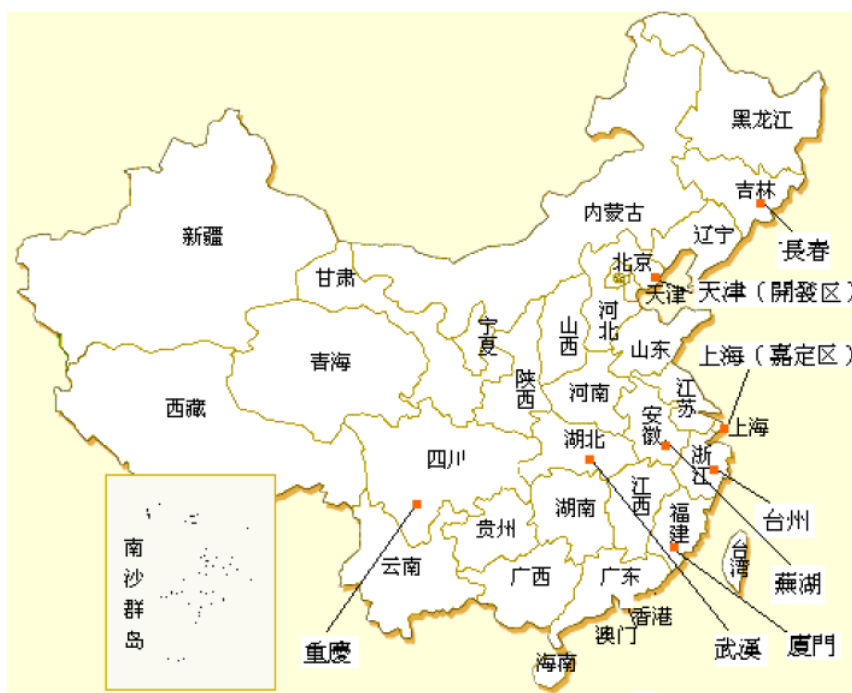 黑龙江
吉林
長春
内蒙古
辽宁
新疆
北京
甘肃
天津
天津（開發区）
河北
宁夏
山西
山东
青海
上海（嘉定区）
陕西
河南
江苏
西藏
安徽
上海
湖北
四川
浙江
江西
湖南
台州
福建
贵州
南沙群岛
台湾
云南
广西
广东
蕪湖
香港
澳门
武漢
廈門
重慶
海南